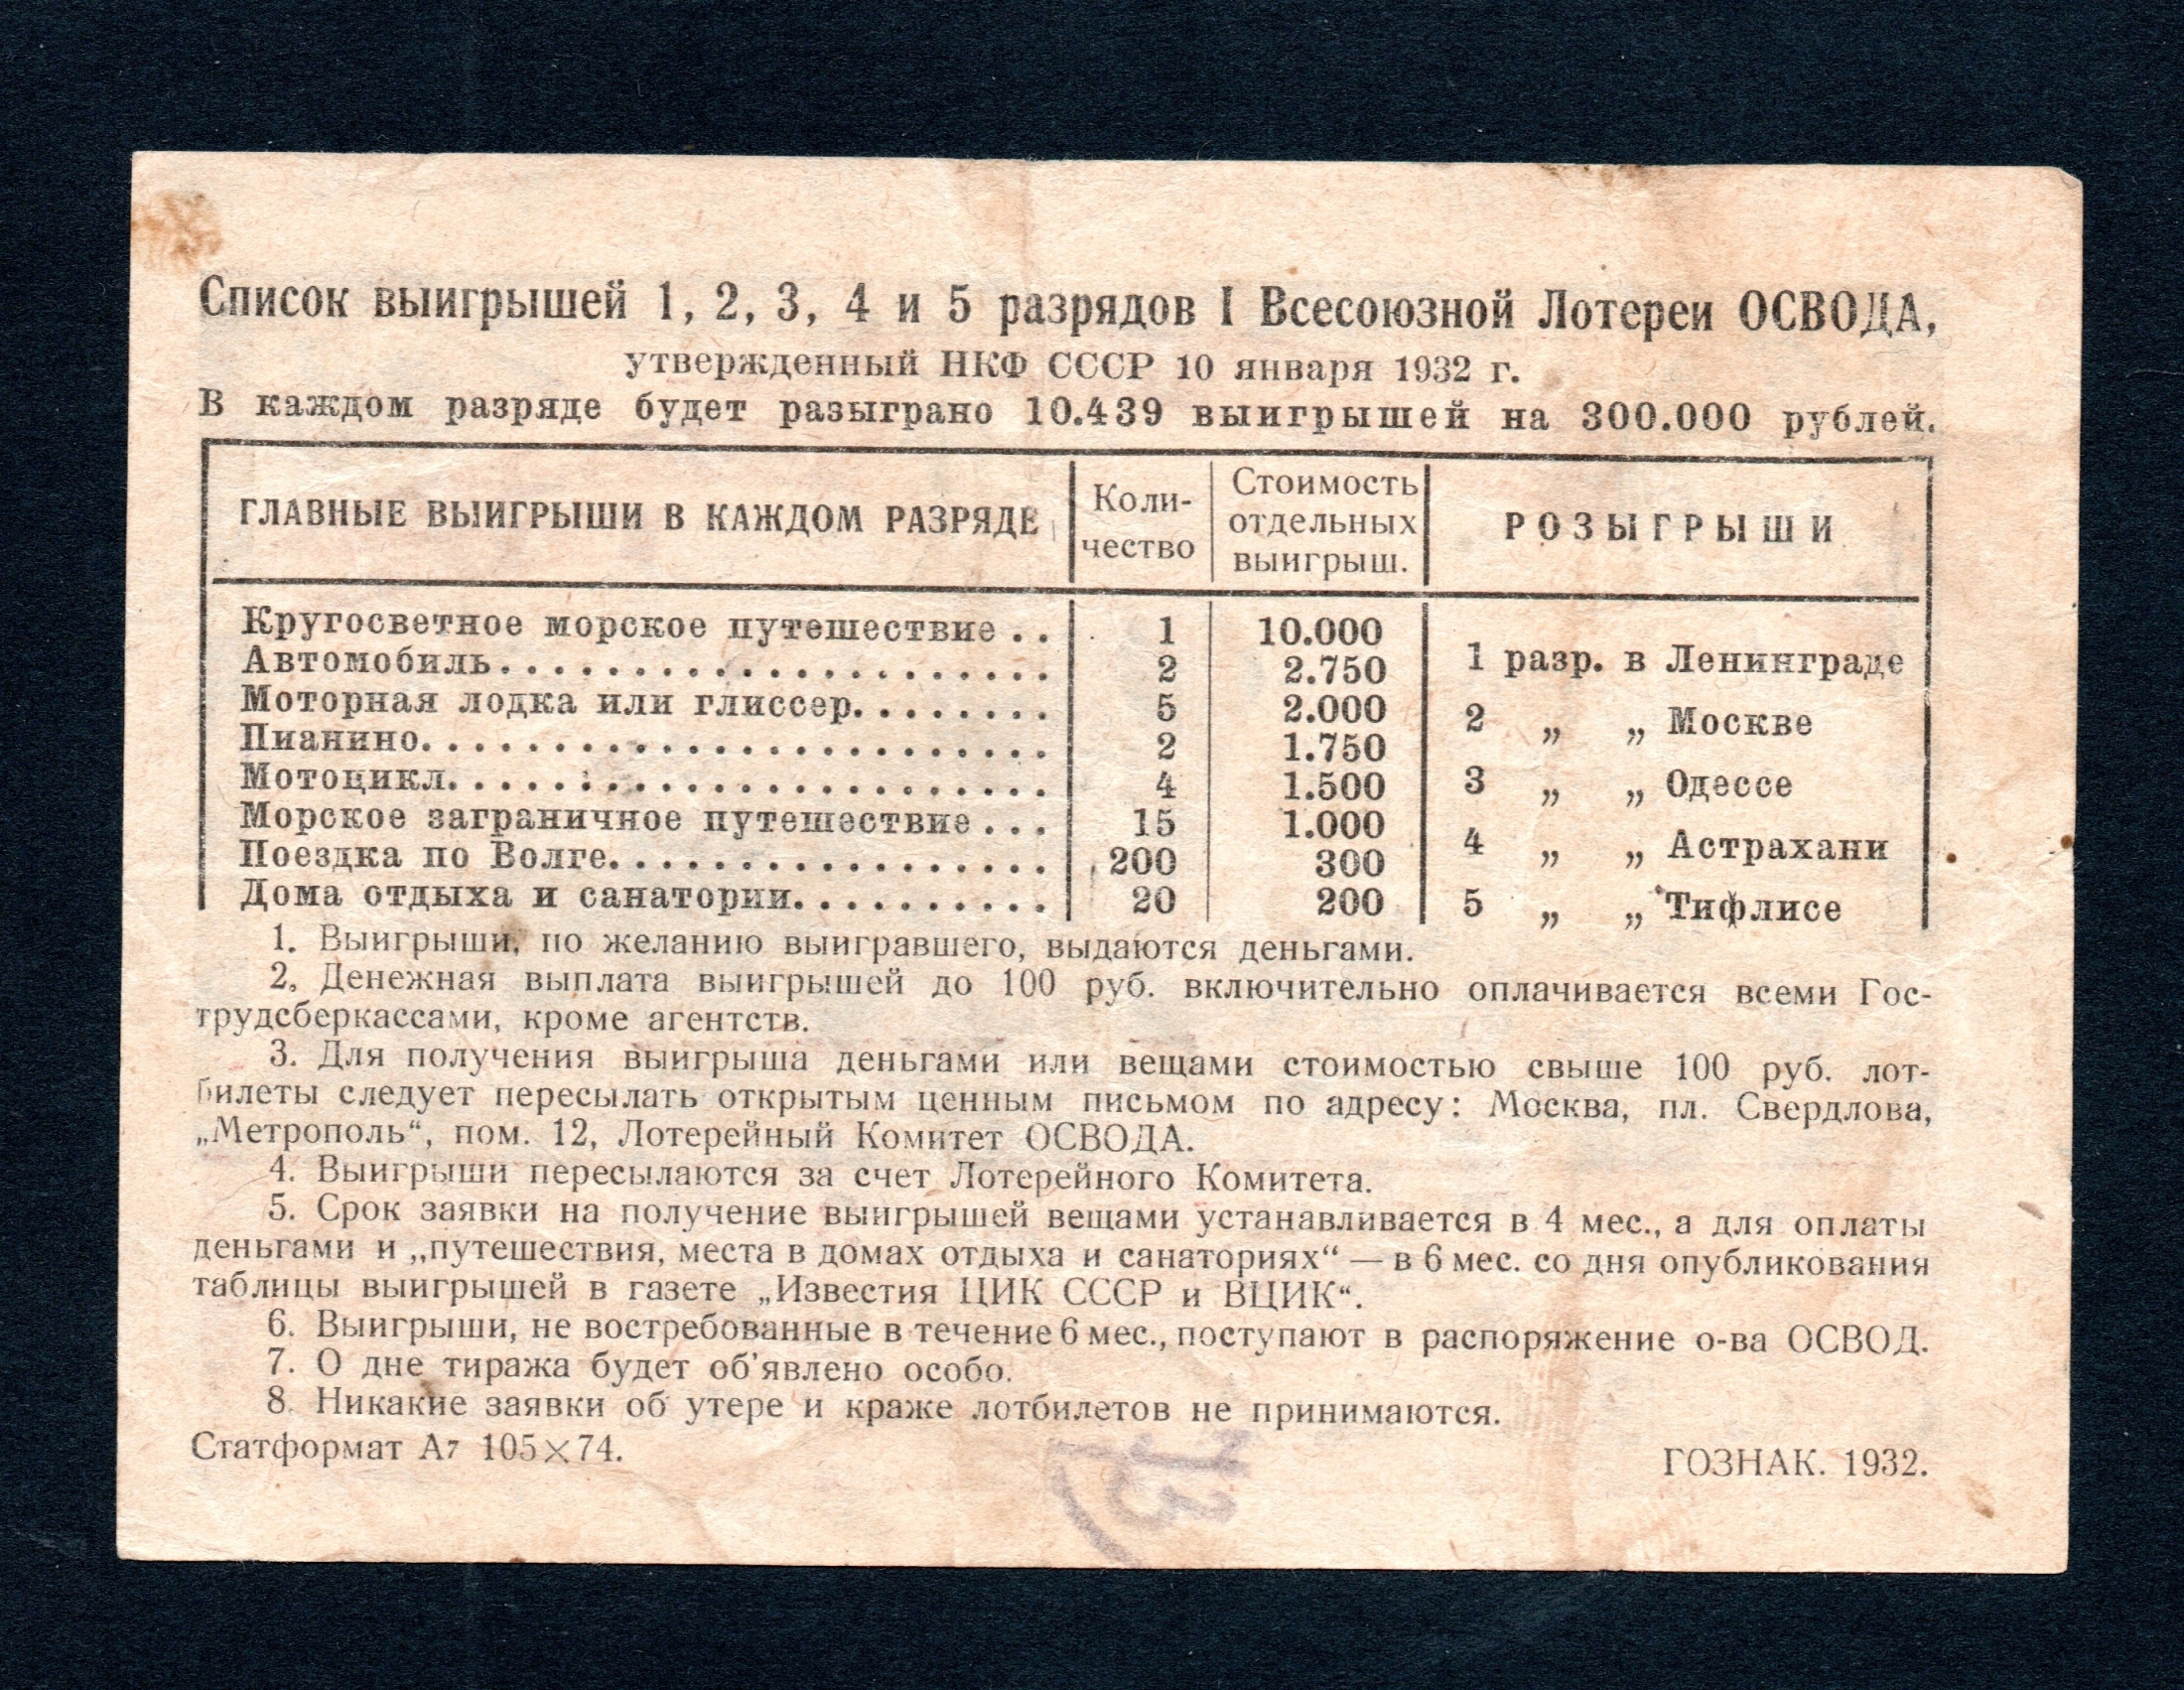 Список выигрышей 1, 2, 3, 4 и 5 разрядов I Всесоюзной Лотереи ОСВОДА,
утвержденный НКФ СССР 10 января 1932 г.
В каждом разряде будет разыграно 10.439 выигрышей на 300.000 рублей.
ГЛАВНЫЕ ВЫИГРЫШИ В КАЖДОМ РАЗРЯДЕ
Коли-
чество
Стоимость
отдельных
выигрыш.
РОЗЫГРЫШИ
Кругосветное морское путешествие . . 1 10.000
Автомобиль. . . . . . . . . . . . . . . . . . . . . 2 2.750
Моторная лодка или глиссер. . . . . . . . 5 2.000
Пианино. . . . . . . . . . . . . . . . . . . . . . . . 2 1.750
Мотоцикл. . . . . . . . . . . . . . . . . . . . . . . 4 1.500
Морское заграничное путешествие . . . 15 1.000
Поездка по Волге. . . . . . . . . . . . . . . . . 200 300
Дома отдыха и санатории. . . . . . . . . . 20 200
1 разр. в Ленинграде
2 „ „ Москве
3 „ „ Одессе
4 „ „ Астрахани
5 „ „ Тифлисе
1. Выигрыши, по желанию выигравшего, выдаются деньгами.
2. Денежная выплата выигрышей до 100 руб. включительно оплачивается всеми Гос-
трудсберкассами, кроме агентств.
3. Для получения выигрыша деньгами или вещами стоимостью свыше 100 руб. лот-
билеты следует пересылать открытым ценным письмом по адресу: Москва, пл. Свердлова,
„Метрополь“, пом. 12, Лотерейный Комитет ОСВОДА.
4. Выигрыши пересылаются за счет Лотерейного Комитета.
5. Срок заявки на получение выигрышей вещами устанавливается в 4 мес., а для оплаты
деньгами и „путешествия, места в домах отдыха и санаториях“ — в 6 мес. со дня опубликования
таблицы выигрышей в газете „Известия ЦИК СССР и ВЦИК“.
6. Выигрыши, не востребованные в течение 6 мес., поступают в распоряжение о-ва ОСВОД.
7. О дне тиража будет об'явлено особо.
8. Никакие заявки об утере и краже лотбилетов не принимаются.
Статформат А7 105×74.
ГОЗНАК. 1932.